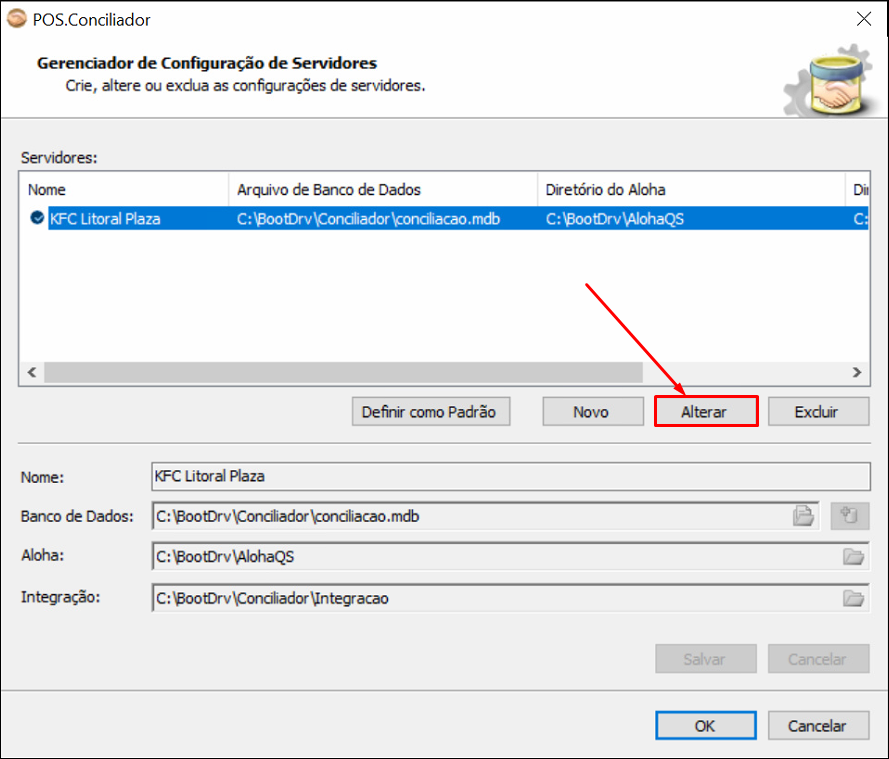 POS.Conciliador
Gerenciador de Configuração de Servidores
Crie, altere ou exclua as configurações de servidores.
Servidores:
Nome Arquivo de Banco de Dados Diretório do Aloha Dir
KFC Litoral Plaza C:\BootDrv\Conciliador\conciliacao.mdb C:\BootDrv\AlohaQS C:
Definir como Padrão Novo Alterar Excluir
Nome: KFC Litoral Plaza
Banco de Dados: C:\BootDrv\Conciliador\conciliacao.mdb
Aloha: C:\BootDrv\AlohaQS
Integração: C:\BootDrv\Conciliador\Integracao
Salvar Cancelar
OK Cancelar